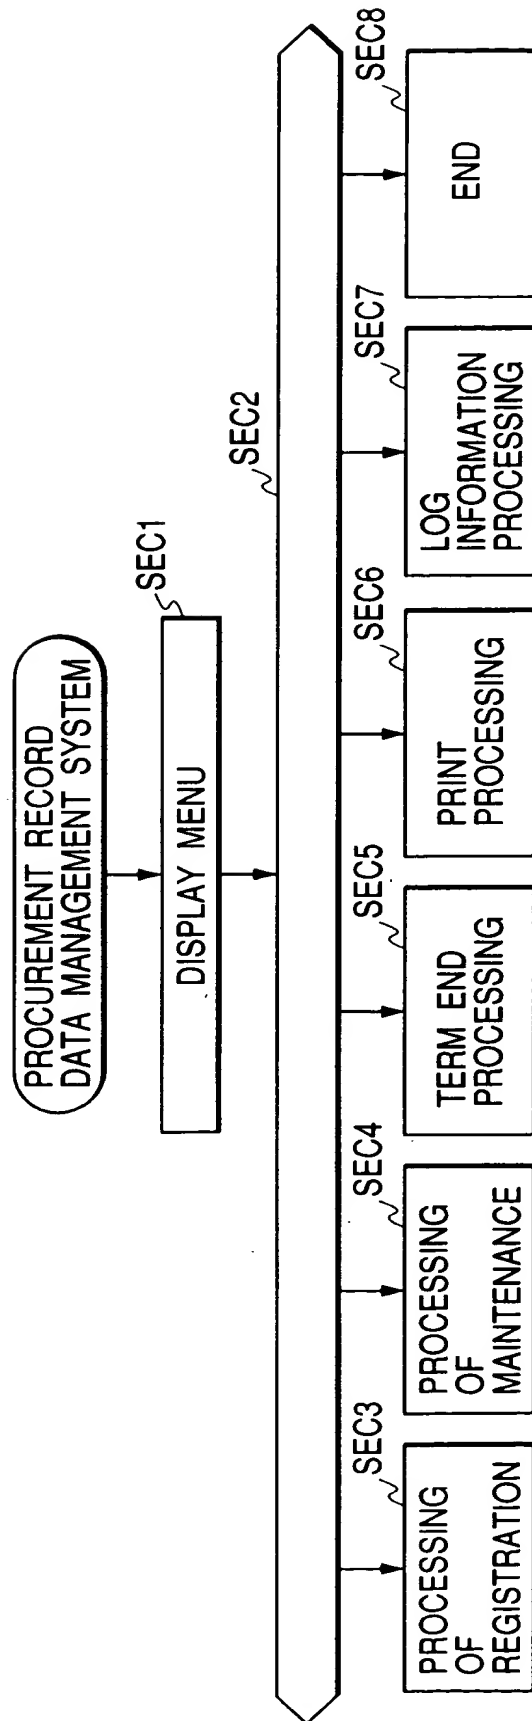 PROCUREMENT RECORD
DATA MANAGEMENT SYSTEM
SEC1
DISPLAY MENU
SEC2
SEC3
PROCESSING
OF
REGISTRATION
SEC4
PROCESSING
OF
MAINTENANCE
SEC5
TERM END
PROCESSING
SEC6
PRINT
PROCESSING
SEC7
LOG
INFORMATION
PROCESSING
SEC8
END